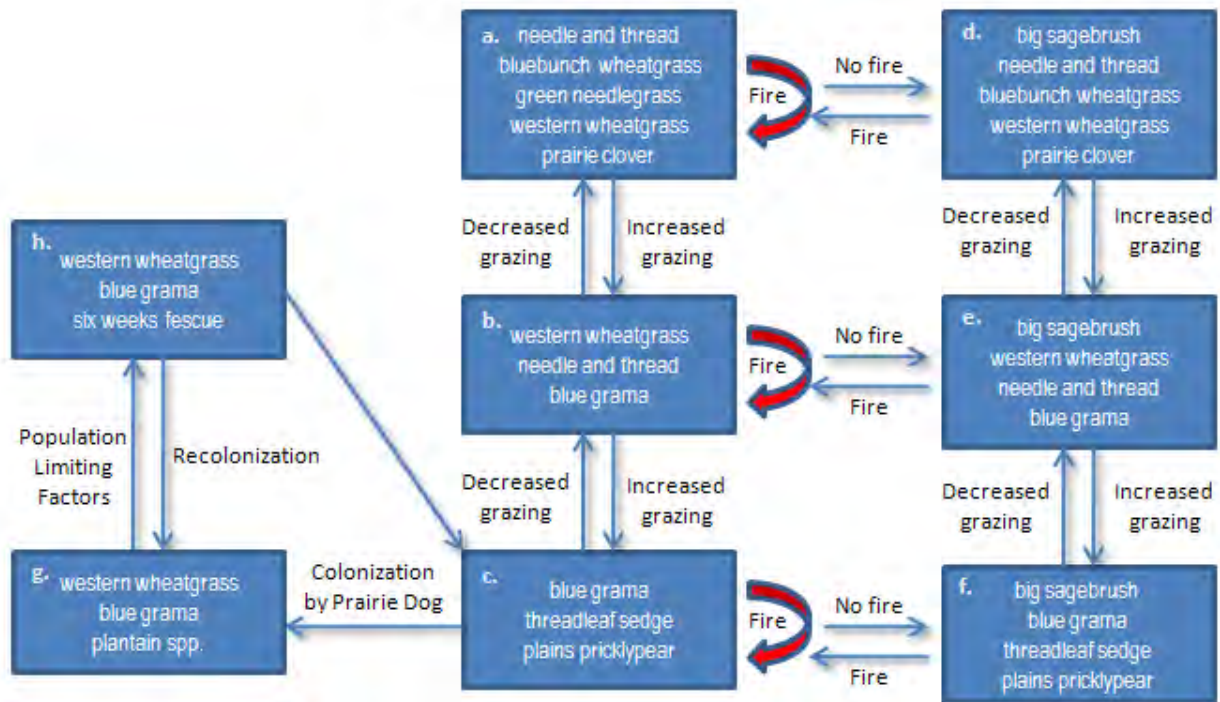 a.
needle and thread
bluebunch wheatgrass
green needlegrass
western wheatgrass
prairie clover
Fire
No fire
Fire
d.
big sagebrush
needle and thread
bluebunch wheatgrass
western wheatgrass
prairie clover
Decreased
grazing
Increased
grazing
Decreased
grazing
Increased
grazing
h.
western wheatgrass
blue grama
six weeks fescue
b.
western wheatgrass
needle and thread
blue grama
Fire
No fire
Fire
e.
big sagebrush
western wheatgrass
needle and thread
blue grama
Population
Limiting
Factors
Recolonization
Decreased
grazing
Increased
grazing
Decreased
grazing
Increased
grazing
g.
western wheatgrass
blue grama
plantain spp.
Colonization
by Prairie Dog
c.
blue grama
threadleaf sedge
plains pricklypear
Fire
No fire
Fire
f.
big sagebrush
blue grama
threadleaf sedge
plains pricklypear